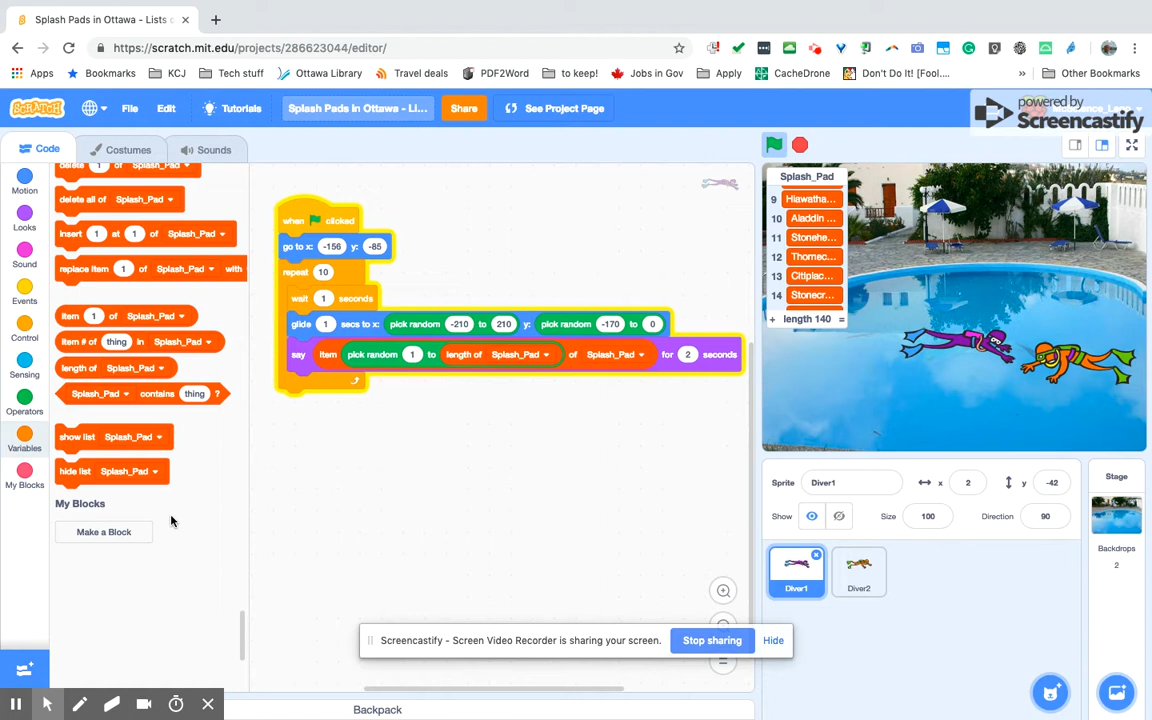 Splash Pads in Ottawa - Lists
https://scratch.mit.edu/projects/286623044/editor/
Apps Bookmarks KCJ Tech stuff Ottawa Library Travel deals PDF2Word to keep! Jobs in Gov Apply CacheDrone Don't Do It! [Fool.... » Other Bookmarks
SCRATCH File Edit Tutorials Splash Pads in Ottawa - Li... Share See Project Page
powered by
Screencastify
Code Costumes Sounds
Motion
Looks
Sound
Events
Control
Sensing
Operators
Variables
My Blocks
delete 1 of Splash_Pad
delete all of Splash_Pad
insert 1 at 1 of Splash_Pad
replace item 1 of Splash_Pad with
item 1 of Splash_Pad
item # of thing in Splash_Pad
length of Splash_Pad
Splash_Pad contains thing ?
show list Splash_Pad
hide list Splash_Pad
My Blocks
Make a Block
when clicked
go to x: -156 y: -85
repeat 10
wait 1 seconds
glide 1 secs to x: pick random -210 to 210 y: pick random -170 to 0
say item pick random 1 to length of Splash_Pad of Splash_Pad for 2 seconds
Splash_Pad
9 Hiawatha...
10 Aladdin ...
11 Stonehe...
12 Thornec...
13 Citiplac...
14 Stonecr...
+ length 140 =
Sprite Diver1 x 2 y -42
Show Size 100 Direction 90
Diver1
Diver2
Stage
Backdrops
2
Screencastify - Screen Video Recorder is sharing your screen. Stop sharing Hide
Backpack